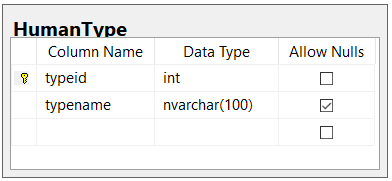 HumanType
Column Name Data Type Allow Nulls
typeid int
typename nvarchar(100)